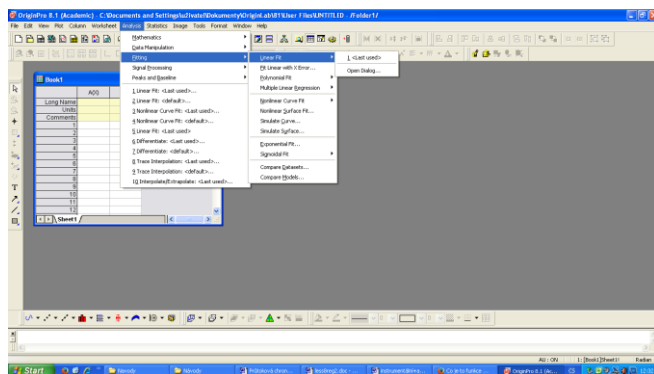 OriginPro 8.1 (Academic) - C:\Documents and Settings\uživatel\Dokumenty\OriginLab\81\User Files\UNTITLED - /Folder1/
File Edit View Plot Column Worksheet Analysis Statistics Image Tools Format Window Help
Mathematics
Data Manipulation
Fitting
Signal Processing
Peaks and Baseline
1 Linear Fit: <Last used>...
2 Linear Fit: <default>...
3 Nonlinear Curve Fit: <Last used>...
4 Nonlinear Curve Fit: <default>...
5 Linear Fit: <Last used>
6 Differentiate: <Last used>...
7 Differentiate: <default>...
8 Trace Interpolation: <Last used>...
9 Trace Interpolation: <default>...
10 Interpolate/Extrapolate: <Last used>...
Linear Fit
Fit Linear with X Error...
Polynomial Fit
Multiple Linear Regression
Nonlinear Curve Fit
Nonlinear Surface Fit...
Simulate Curve...
Simulate Surface...
Exponential Fit...
Sigmoidal Fit
Compare Datasets...
Compare Models...
1 <Last used>
Open Dialog...
Book1
A(X)
Long Name
Units
Comments
1
2
3
4
5
6
7
8
9
10
11
12
Sheet1
AU : ON 1: [Book1]Sheet1! Radian
Start Návody Návody OriginPro 8.1 (Ac...